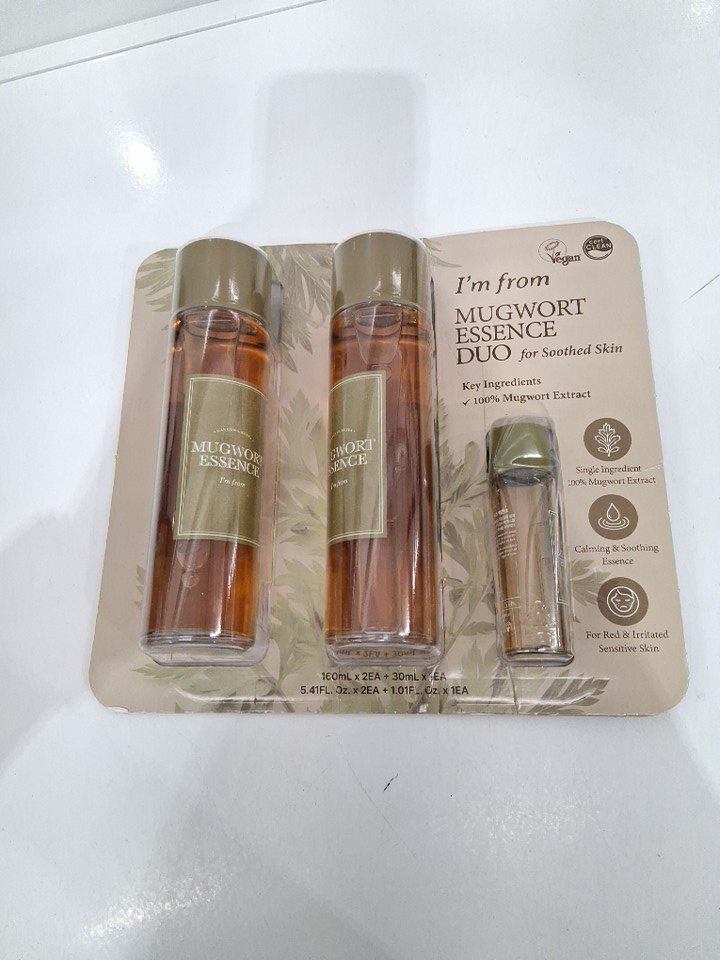 Vegan
CLEAN
I'm from
MUGWORT
ESSENCE
DUO for Soothed Skin
Key Ingredients
✓ 100% Mugwort Extract
Single Ingredient
100% Mugwort Extract
Calming & Soothing
Essence
For Red & Irritated
Sensitive Skin
MUGWORT
ESSENCE
I'm from
GWORT
SENCE
I'm from
160mL x 2EA + 30mL x 1EA
5.41FL. Oz. x 2EA + 1.01FL. Oz. x 1EA